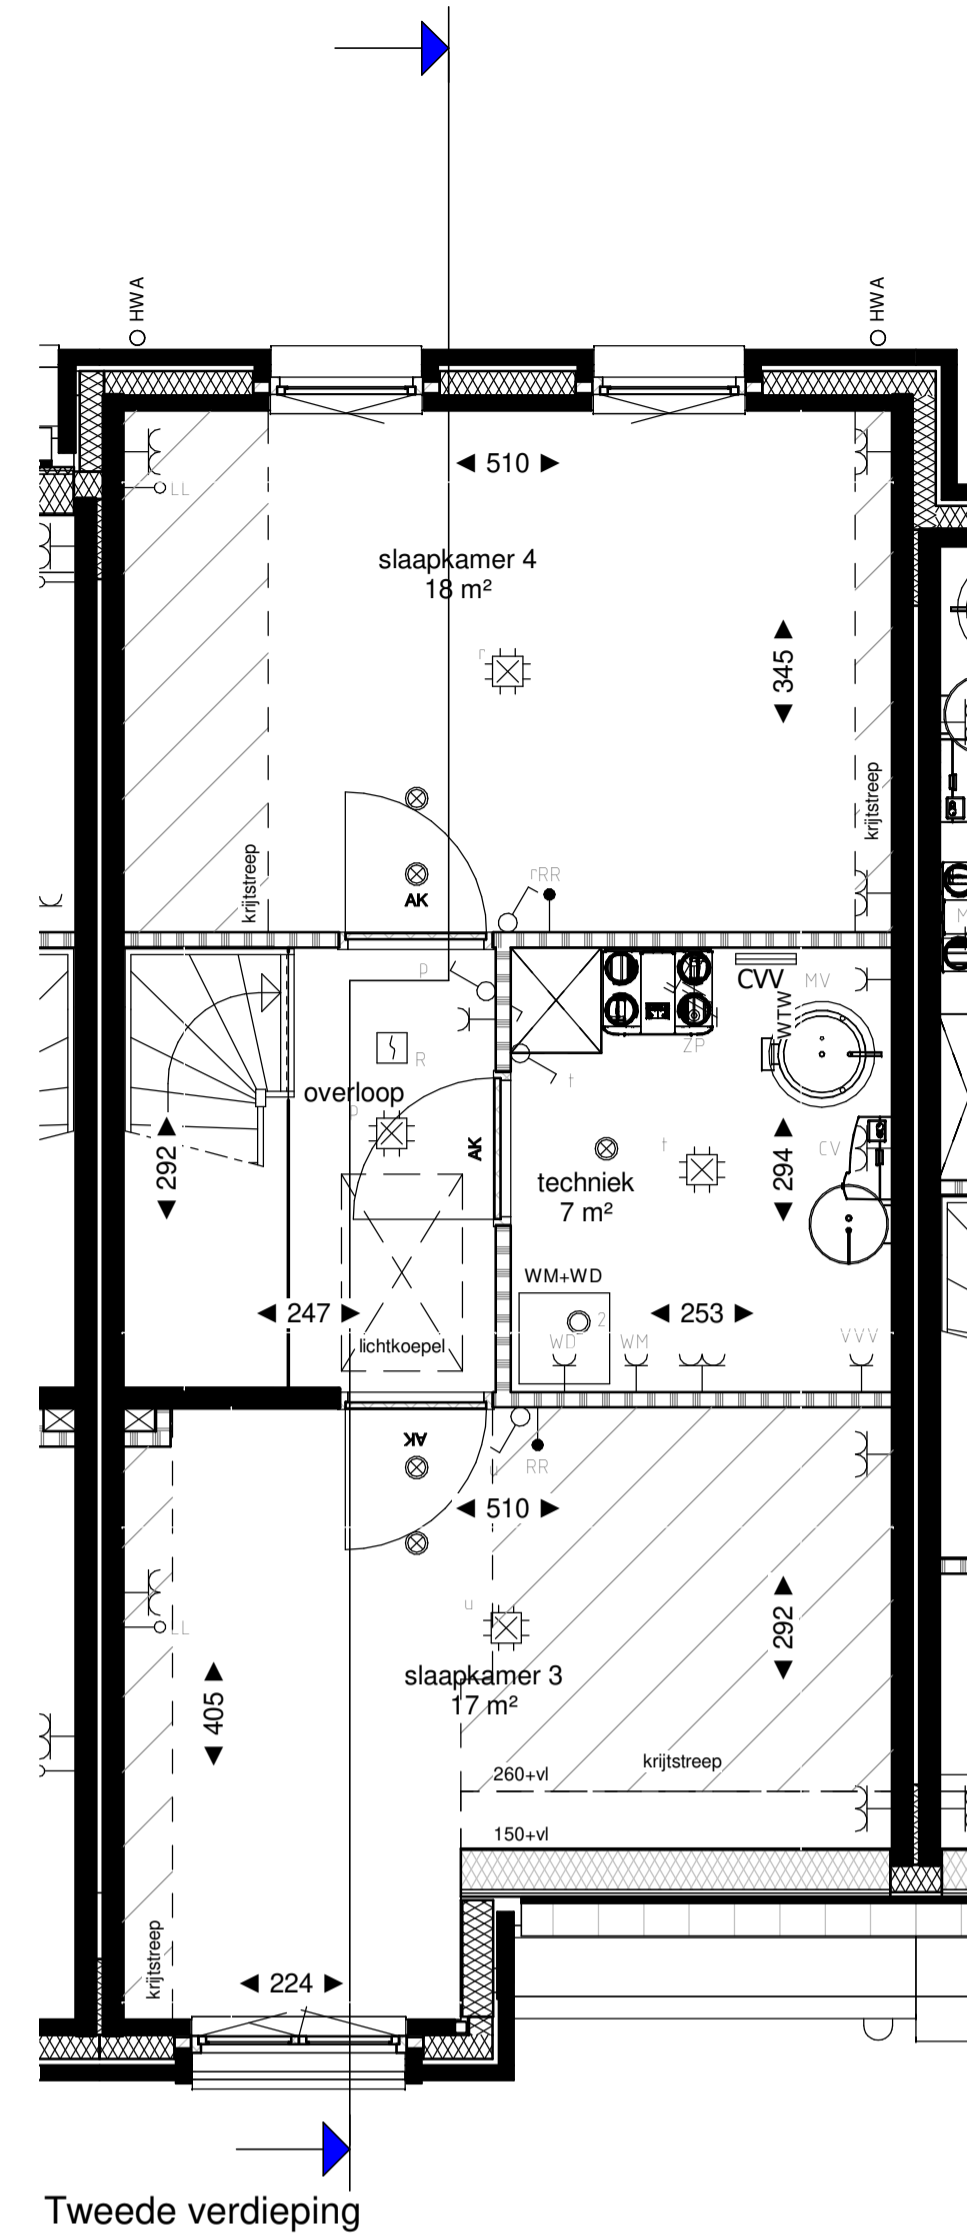 HWA
HWA
510
LL
slaapkamer 4
18 m²
r
345
krijtstreep
krijtstreep
AK
rRR
p
CVV
MV
WTW
ZP
R
t
overloop
p
AK
292
t
CV
294
techniek
7 m²
WM+WD
247
2
253
WD
WM
VVV
lichtkoepel
AK
u
RR
510
u
LL
292
slaapkamer 3
17 m²
405
krijtstreep
260+vl
150+vl
krijtstreep
224
Tweede verdieping